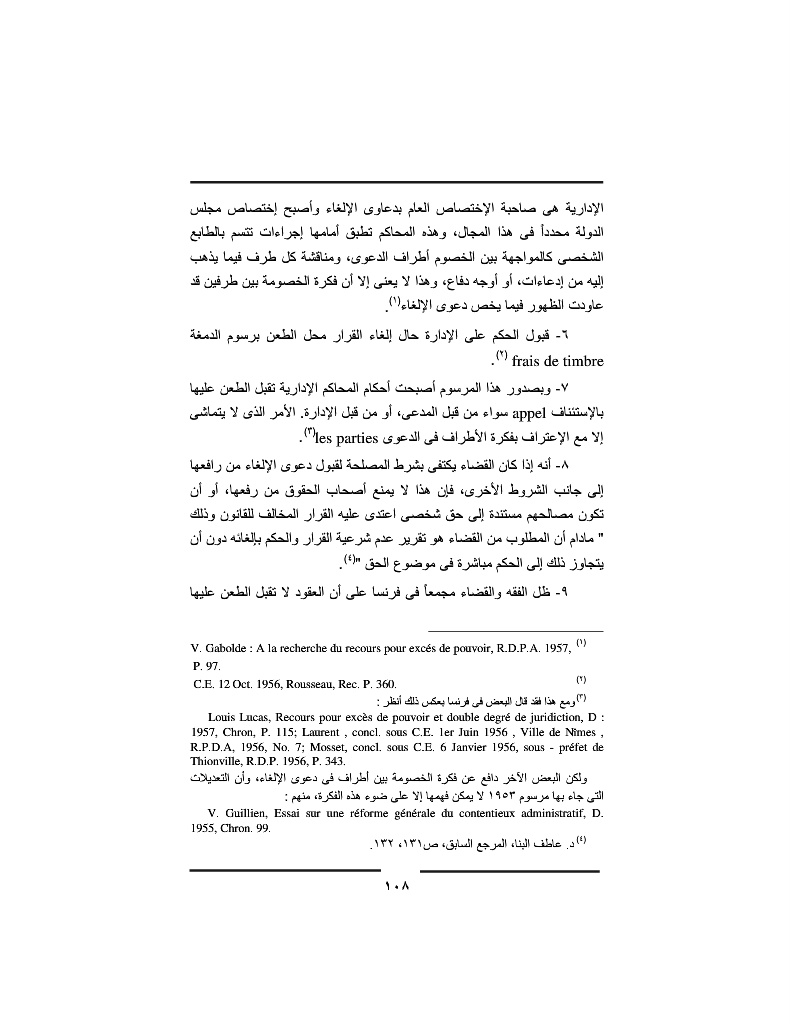 الإدارية هى صاحبة الإختصاص العام بدعاوى الإلغاء وأصبح إختصاص مجلس
الدولة محدداً فى هذا المجال، وهذه المحاكم تطبق أمامها إجراءات تتسم بالطابع
الشخصى كالمواجهة بين الخصوم أطراف الدعوى، ومناقشة كل طرف فيما يذهب
إليه من إدعاءات، أو أوجه دفاع، وهذا لا يعنى إلا أن فكرة الخصومة بين طرفين قد
عاودت الظهور فيما يخص دعوى الإلغاء(١).
٦- قبول الحكم على الإدارة حال إلغاء القرار محل الطعن برسوم الدمغة
frais de timbre (٢).
٧- وبصدور هذا المرسوم أصبحت أحكام المحاكم الإدارية تقبل الطعن عليها
بالإستئناف appel سواء من قبل المدعى، أو من قبل الإدارة. الأمر الذى لا يتماشى
إلا مع الإعتراف بفكرة الأطراف فى الدعوى les parties(٣).
٨- أنه إذا كان القضاء يكتفى بشرط المصلحة لقبول دعوى الإلغاء من رافعها
إلى جانب الشروط الأخرى، فإن هذا لا يمنع أصحاب الحقوق من رفعها، أو أن
تكون مصالحهم مستندة إلى حق شخصى اعتدى عليه القرار المخالف للقانون وذلك
" مادام أن المطلوب من القضاء هو تقرير عدم شرعية القرار والحكم بإلغائه دون أن
يتجاوز ذلك إلى الحكم مباشرة فى موضوع الحق "(٤).
٩- ظل الفقه والقضاء مجمعاً فى فرنسا على أن العقود لا تقبل الطعن عليها
(١) V. Gabolde : A la recherche du recours pour excés de pouvoir, R.D.P.A. 1957,
P. 97.
(٢) C.E. 12 Oct. 1956, Rousseau, Rec. P. 360.
(٣) ومع هذا فقد قال البعض فى فرنسا بعكس ذلك أنظر :
Louis Lucas, Recours pour excès de pouvoir et double degré de juridiction, D :
1957, Chron, P. 115; Laurent , concl. sous C.E. 1er Juin 1956 , Ville de Nîmes ,
R.P.D.A, 1956, No. 7; Mosset, concl. sous C.E. 6 Janvier 1956, sous - préfet de
Thionville, R.D.P. 1956, P. 343.
ولكن البعض الآخر دافع عن فكرة الخصومة بين أطراف فى دعوى الإلغاء، وأن التعديلات
التى جاء بها مرسوم ١٩٥٣ لا يمكن فهمها إلا على ضوء هذه الفكرة، منهم :
V. Guillien, Essai sur une réforme générale du contentieux administratif, D.
1955, Chron. 99.
(٤) د. عاطف البنا، المرجع السابق، ص١٣١، ١٣٢.
١٠٨